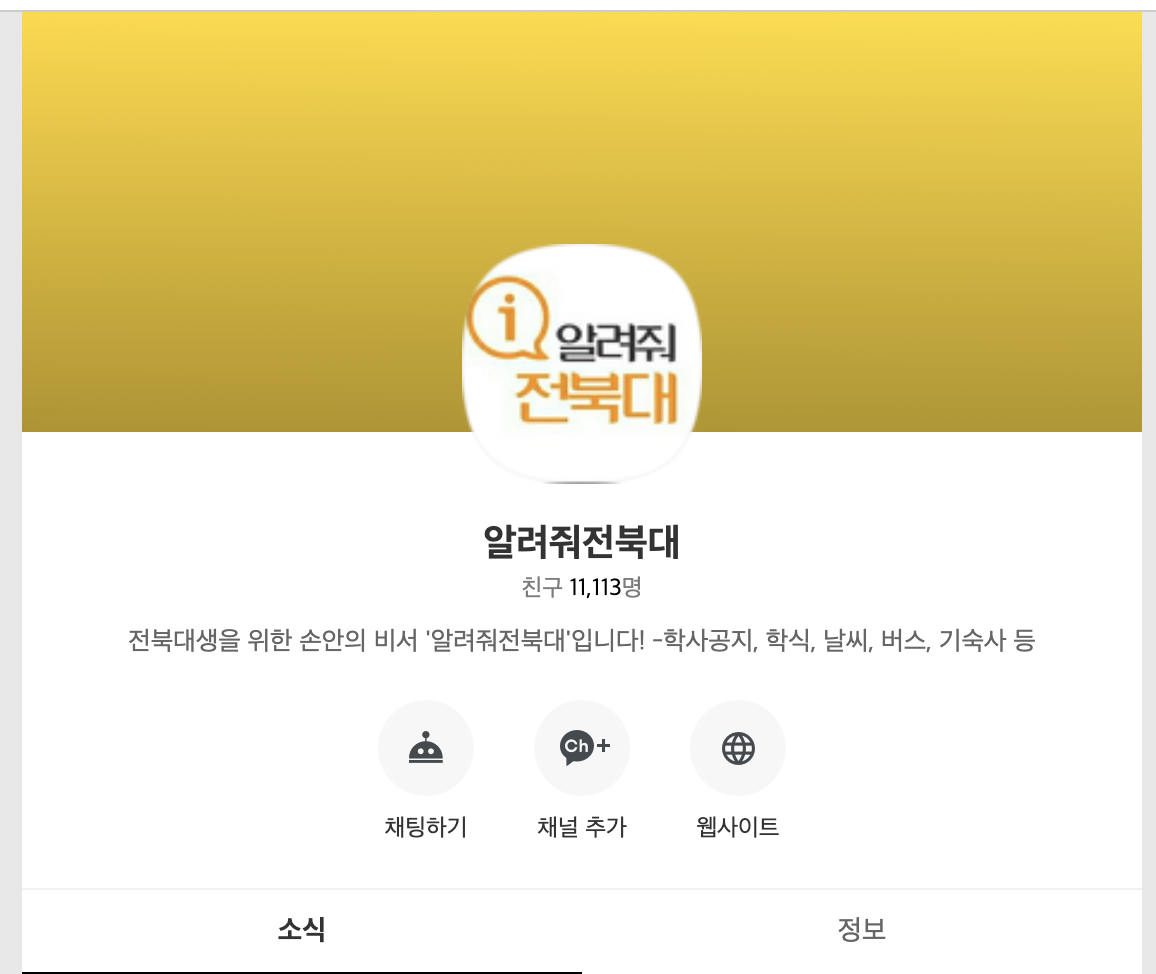 i 알려줘
전북대
알려줘전북대
친구 11,113명
전북대생을 위한 손안의 비서 '알려줘전북대'입니다! -학사공지, 학식, 날씨, 버스, 기숙사 등
Ch+
채팅하기 채널 추가 웹사이트
소식 정보